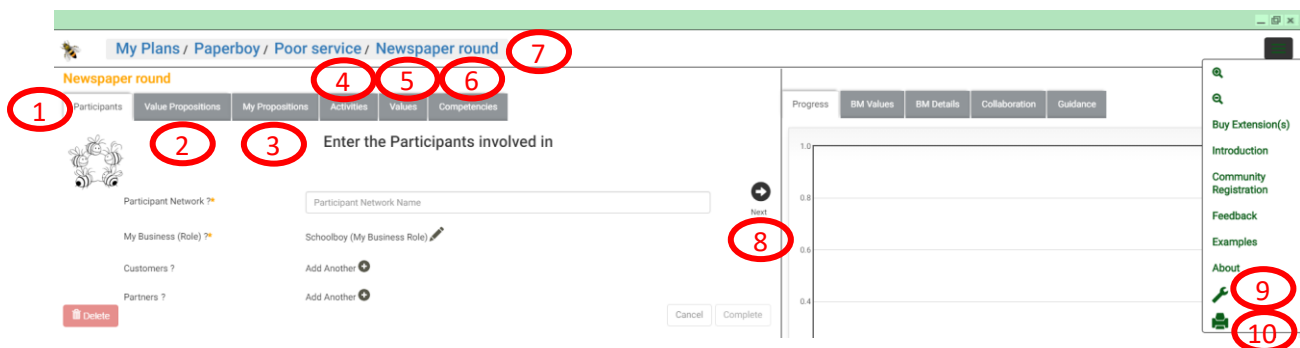 My Plans / Paperboy / Poor service / Newspaper round
7
Newspaper round
4
5
6
1
Participants
Value Propositions
My Propositions
Activities
Values
Competencies
2
3
Enter the Participants involved in
Participant Network ?*
Participant Network Name
My Business (Role) ?*
Schoolboy (My Business Role)
Customers ?
Add Another
Partners ?
Add Another
Next
8
Delete
Cancel
Complete
Progress
BM Values
BM Details
Collaboration
Guidance
1.0
0.8
0.6
0.4
Buy Extension(s)
Introduction
Community
Registration
Feedback
Examples
About
9
10